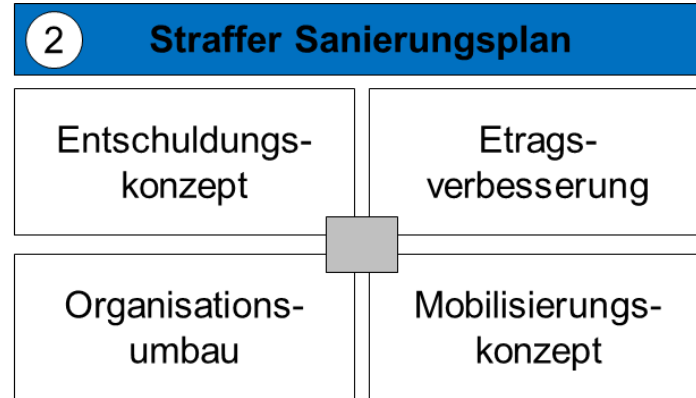 2 Straffer Sanierungsplan
Entschuldungs-
konzept
Etrags-
verbesserung
Organisations-
umbau
Mobilisierungs-
konzept